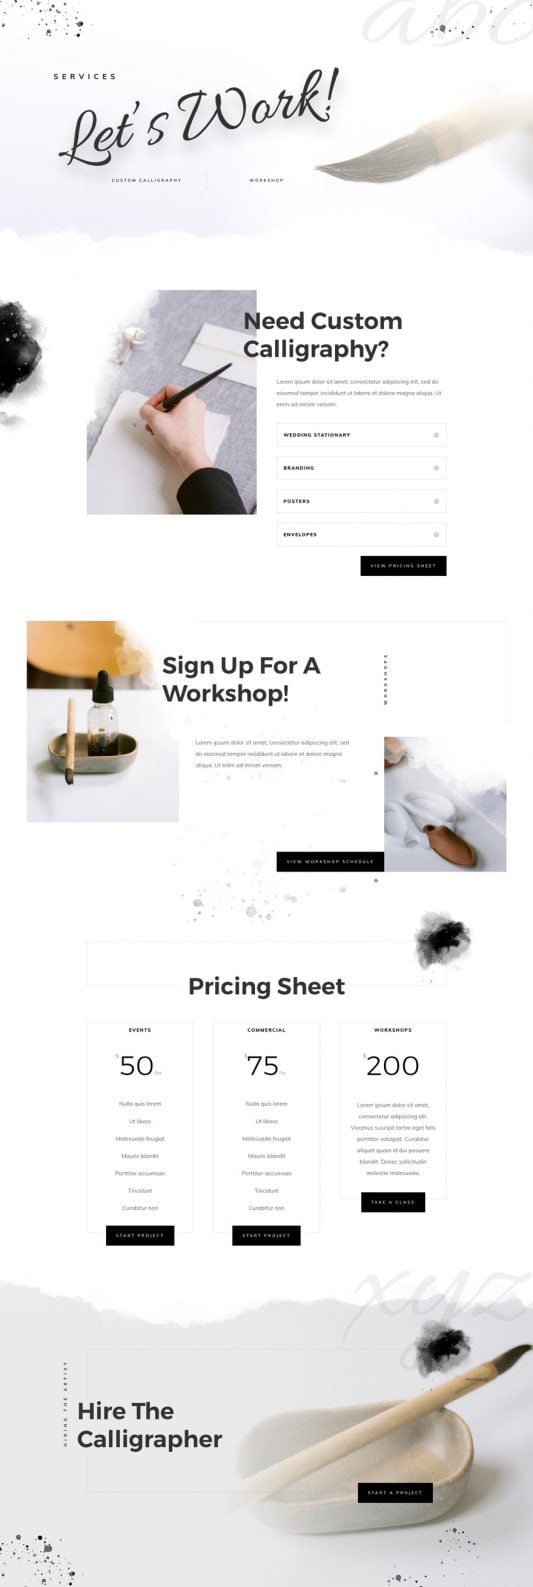 abc
SERVICES
Let's Work!
CUSTOM CALLIGRAPHY
WORKSHOP
Need Custom
Calligraphy?
Lorem ipsum dolor sit amet, consectetur adipiscing elit, sed do
eiusmod tempor incididunt ut labore et dolore magna aliqua. Ut
enim ad minim veniam.
WEDDING STATIONARY
BRANDING
POSTERS
ENVELOPES
VIEW PRICING SHEET
Sign Up For A
Workshop!
WORKSHOPS
Lorem ipsum dolor sit amet, consectetur adipiscing elit, sed
do eiusmod tempor incididunt ut labore et dolore magna
aliqua. Ut enim ad minim veniam.
VIEW WORKSHOP SCHEDULE
Pricing Sheet
EVENTS
$50/hr
Nulla quis lorem
Ut libero
Malesuada feugiat
Mauris blandit
Porttitor accumsan
Tincidunt
Curabitur non
START PROJECT
COMMERCIAL
$75/hr
Nulla quis lorem
Ut libero
Malesuada feugiat
Mauris blandit
Porttitor accumsan
Tincidunt
Curabitur non
START PROJECT
WORKSHOPS
$200
Lorem ipsum dolor sit amet,
consectetur adipiscing elit.
Vivamus suscipit tortor eget felis
porttitor volutpat. Curabitur
aliquet quam id dui posuere
blandit. Donec sollicitudin
molestie malesuada.
TAKE A CLASS
xyz
HIRING THE ARTIST
Hire The
Calligrapher
START A PROJECT